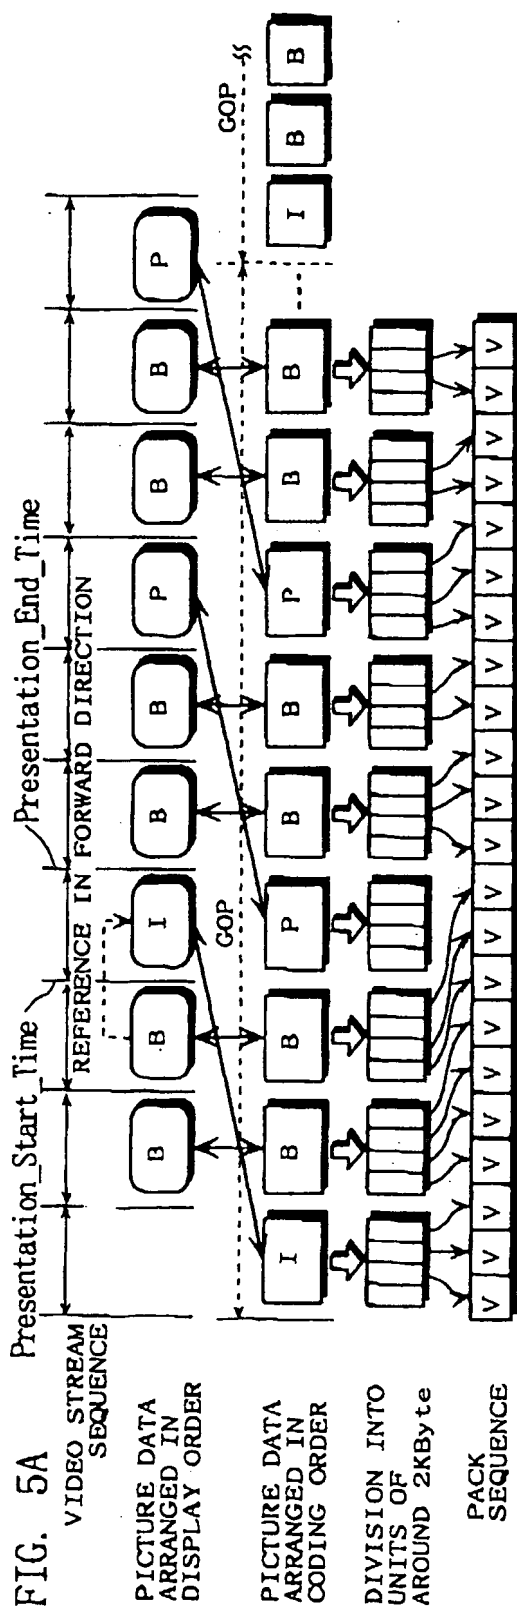 FIG. 5A
Presentation_Start_Time
Presentation_End_Time
VIDEO STREAM
SEQUENCE
REFERENCE IN FORWARD DIRECTION
PICTURE DATA
ARRANGED IN
DISPLAY ORDER
B B I B B P B B P
GOP GOP
PICTURE DATA
ARRANGED IN
CODING ORDER
I B B P B B P B B I B B
DIVISION INTO
UNITS OF
AROUND 2KByte
PACK
SEQUENCE
V V V V V V V V V V V V V V V V V V V V V V V V